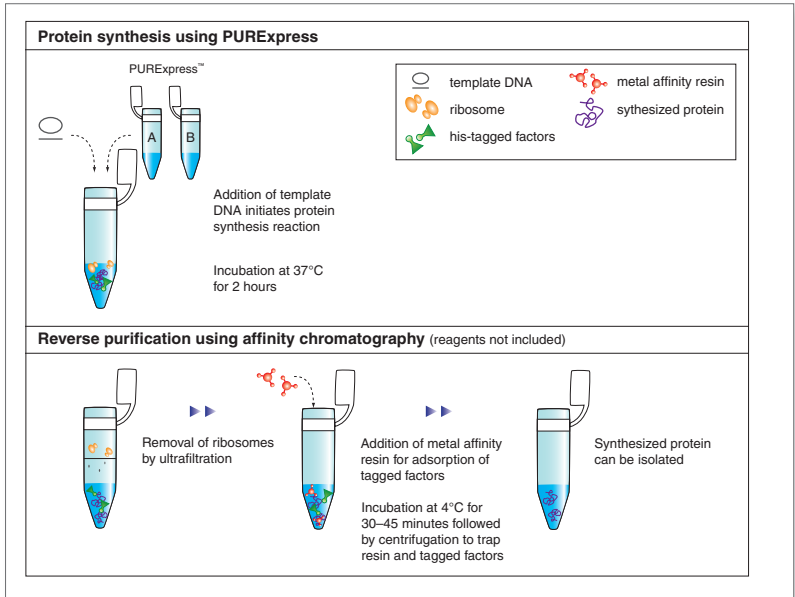 Protein synthesis using PURExpress
PURExpress™
A
B
template DNA
ribosome
his-tagged factors
metal affinity resin
sythesized protein
Addition of template
DNA initiates protein
synthesis reaction
Incubation at 37°C
for 2 hours
Reverse purification using affinity chromatography (reagents not included)
Removal of ribosomes
by ultrafiltration
Addition of metal affinity
resin for adsorption of
tagged factors
Incubation at 4°C for
30–45 minutes followed
by centrifugation to trap
resin and tagged factors
Synthesized protein
can be isolated